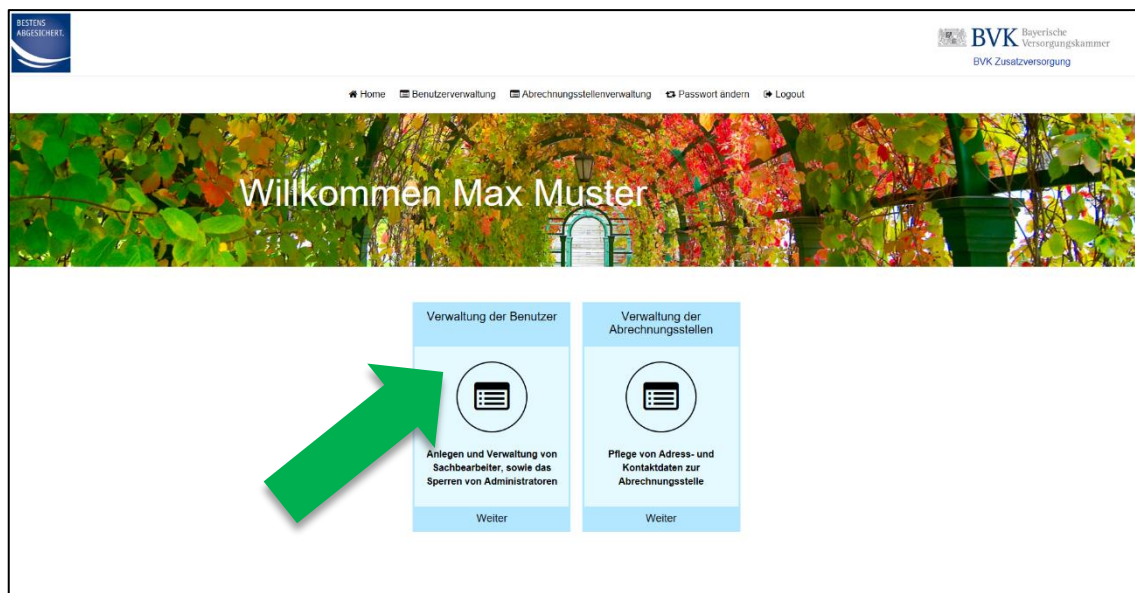 BESTENS
ABGESICHERT.
BVK Bayerische
Versorgungskammer
BVK Zusatzversorgung
Home Benutzerverwaltung Abrechnungsstellenverwaltung Passwort ändern Logout
Willkommen Max Muster
Verwaltung der Benutzer
Anlegen und Verwaltung von
Sachbearbeiter, sowie das
Sperren von Administratoren
Weiter
Verwaltung der
Abrechnungsstellen
Pflege von Adress- und
Kontaktdaten zur
Abrechnungsstelle
Weiter